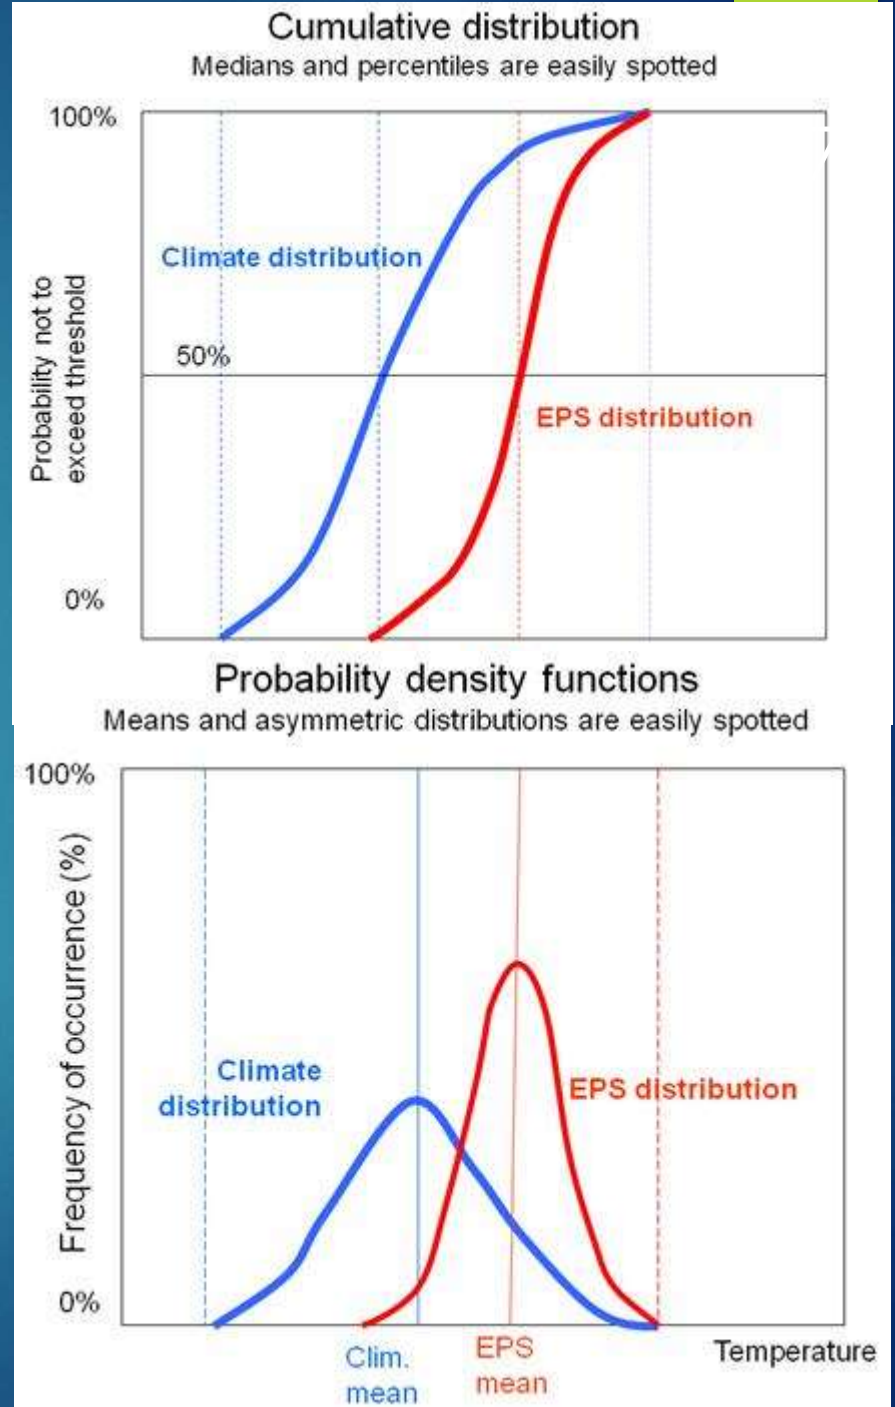 Cumulative distribution
Medians and percentiles are easily spotted
100%
Climate distribution
Probability not to
exceed threshold
50%
EPS distribution
0%
Probability density functions
Means and asymmetric distributions are easily spotted
100%
Frequency of occurrence (%)
Climate
distribution
EPS distribution
0%
Clim.
mean
EPS
mean
Temperature